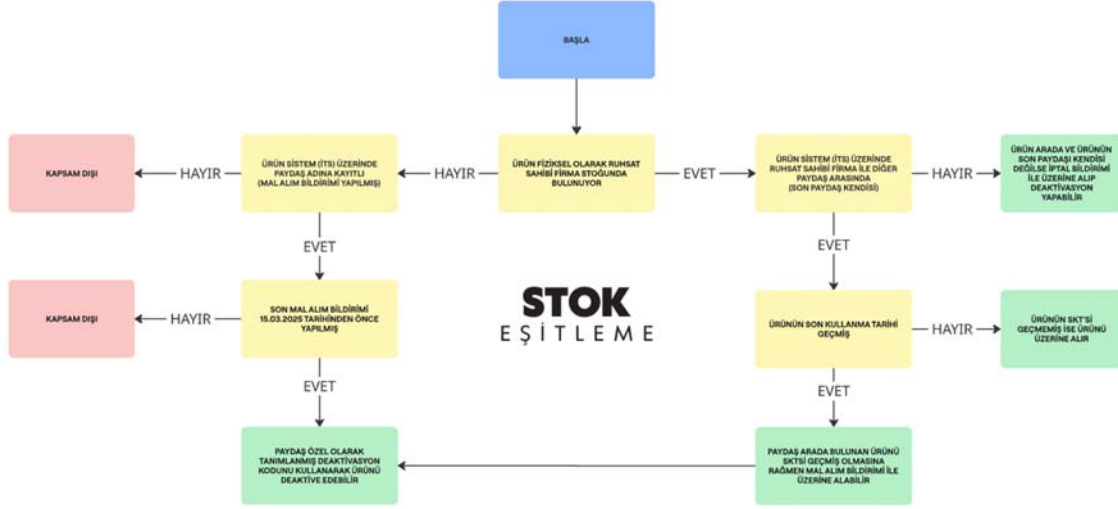 BAŞLA
KAPSAM DIŞI
HAYIR
ÜRÜN SİSTEM (İTS) ÜZERİNDE
PAYDAŞ ADINA KAYITLI
(MAL ALIM BİLDİRİMİ YAPILMIŞ)
HAYIR
ÜRÜN FİZİKSEL OLARAK RUHSAT
SAHİBİ FİRMA STOĞUNDA
BULUNUYOR
EVET
ÜRÜN SİSTEM (İTS) ÜZERİNDE
RUHSAT SAHİBİ FİRMA İLE DİĞER
PAYDAŞ ARASINDA
(SON PAYDAŞ KENDİSİ)
HAYIR
ÜRÜN ARADA VE ÜRÜNÜN
SON PAYDAŞI KENDİSİ
DEĞİLSE İPTAL BİLDİRİMİ
İLE ÜZERİNE ALIP
DEAKTİVASYON
YAPABİLİR
EVET
EVET
KAPSAM DIŞI
HAYIR
SON MAL ALIM BİLDİRİMİ
15.03.2025 TARİHİNDEN ÖNCE
YAPILMIŞ
STOK
EŞİTLEME
ÜRÜNÜN SON KULLANMA TARİHİ
GEÇMİŞ
HAYIR
ÜRÜNÜN SKT'Sİ
GEÇMEMİŞ İSE ÜRÜNÜ
ÜZERİNE ALIR
EVET
EVET
PAYDAŞ ÖZEL OLARAK
TANIMLANMIŞ DEAKTİVASYON
KODUNU KULLANARAK ÜRÜNÜ
DEAKTİVE EDEBİLİR
PAYDAŞ ARADA BULUNAN ÜRÜNÜ
SKTSİ GEÇMİŞ OLMASINA
RAĞMEN MAL ALIM BİLDİRİMİ İLE
ÜZERİNE ALABİLİR